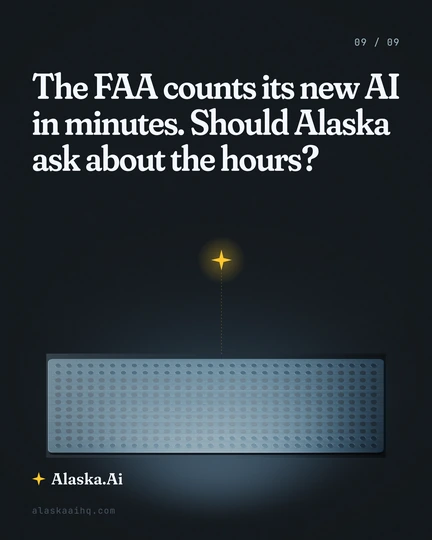 09 / 09
The FAA counts its new AI
in minutes. Should Alaska
ask about the hours?
Alaska.Ai
alaskaaihq.com